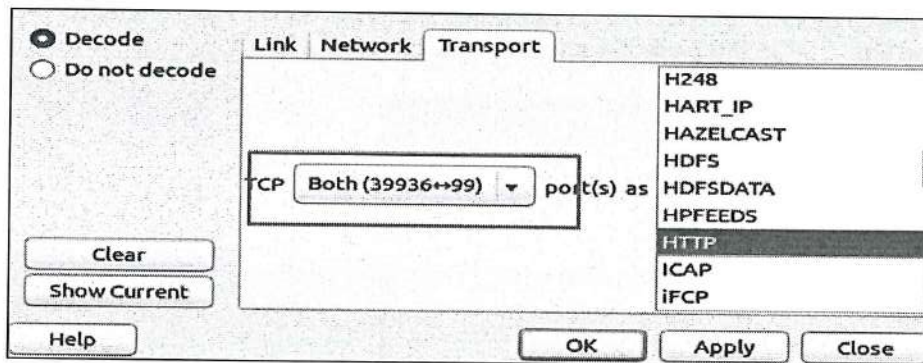 Decode
Do not decode
Link Network Transport
TCP Both (39936↔99) port(s) as
H248
HART_IP
HAZELCAST
HDFS
HDFSDATA
HPFEEDS
HTTP
ICAP
iFCP
Clear
Show Current
Help
OK Apply Close